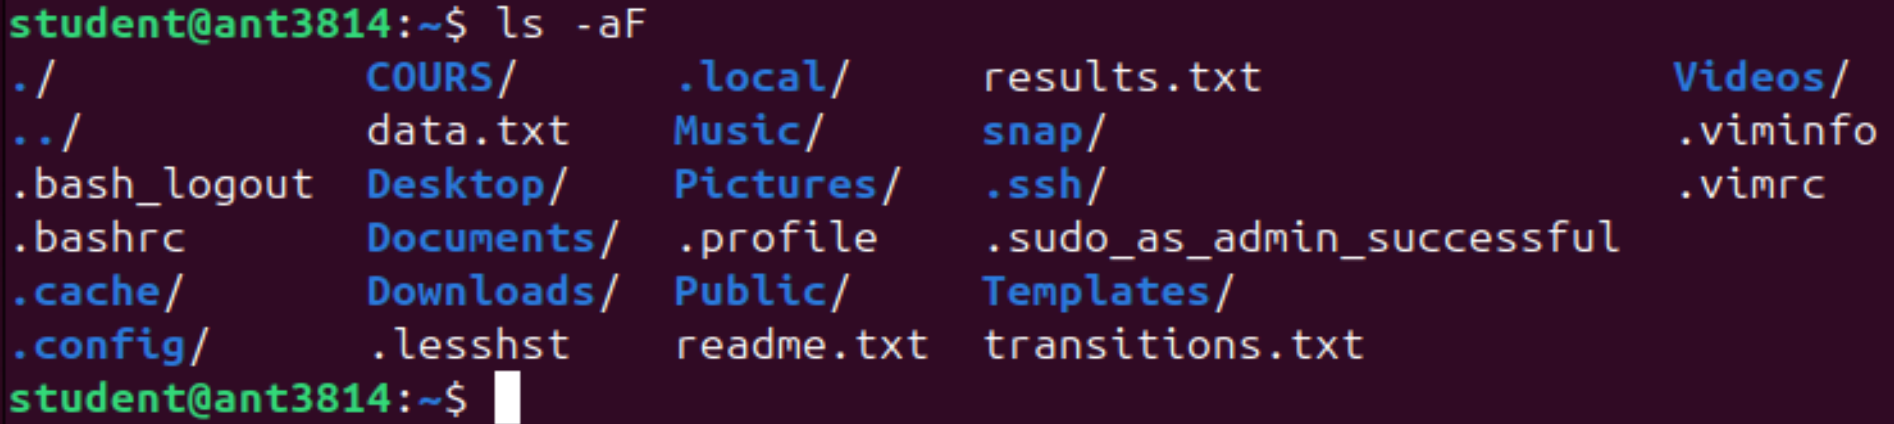 student@ant3814:~$ ls -aF
./ COURS/ .local/ results.txt Videos/
../ data.txt Music/ snap/ .viminfo
.bash_logout Desktop/ Pictures/ .ssh/ .vimrc
.bashrc Documents/ .profile .sudo_as_admin_successful
.cache/ Downloads/ Public/ Templates/
.config/ .lesshst readme.txt transitions.txt
student@ant3814:~$